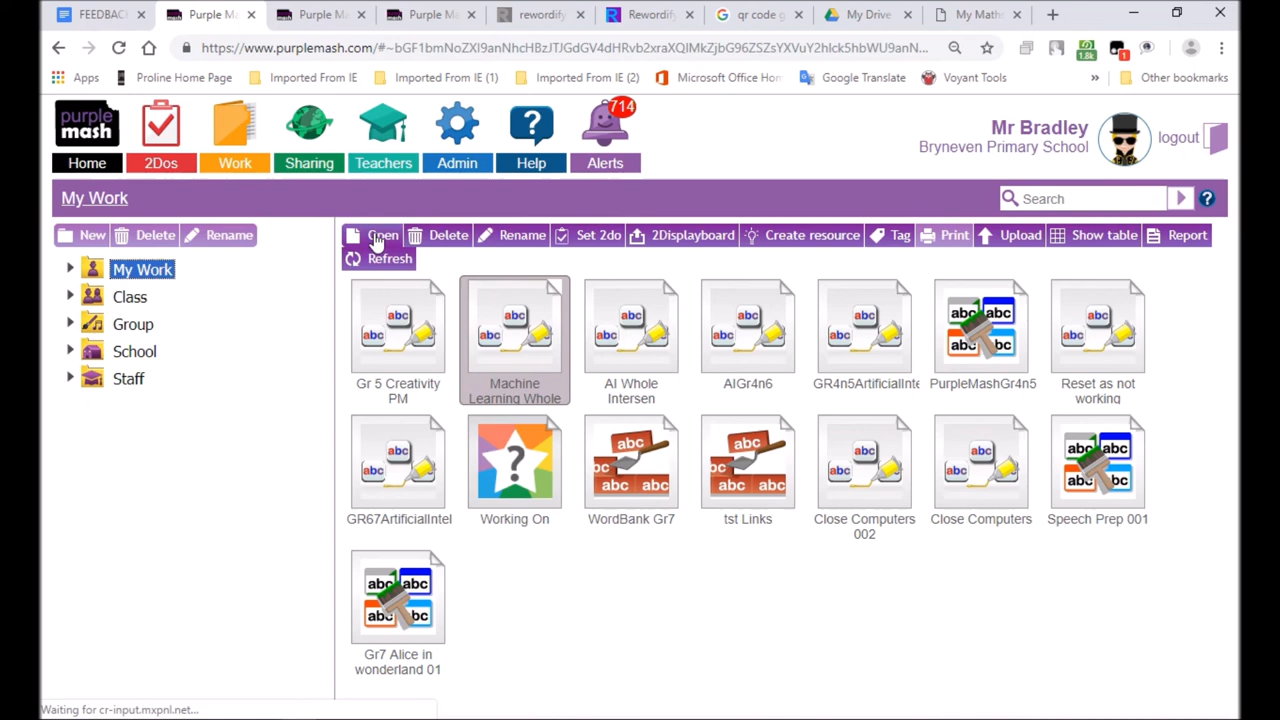 FEEDBAC
Purple Ma
Purple M
Purple M
rewordify
Rewordify
qr code g
My Drive
My Math
https://www.purplemash.com/#
Apps
Proline Home Page
Imported From IE
Imported From IE (1)
Imported From IE (2)
Microsoft Office Hom
Google Translate
Voyant Tools
»
Other bookmarks
1.8k
1
purple
mash
714
Home
2Dos
Work
Sharing
Teachers
Admin
Help
Alerts
Mr Bradley
Bryneven Primary School
logout
My Work
Search
?
New
Delete
Rename
Open
Delete
Rename
Set 2do
2Displayboard
Create resource
Tag
Print
Upload
Show table
Report
Refresh
My Work
Class
Group
School
Staff
Gr 5 Creativity
PM
Machine
Learning Whole
AI Whole
Intersen
AIGr4n6
GR4n5ArtificialInte
PurpleMashGr4n5
Reset as not
working
GR67ArtificialIntel
Working On
WordBank Gr7
tst Links
Close Computers
002
Close Computers
Speech Prep 001
Gr7 Alice in
wonderland 01
Waiting for cr-input.mxpnl.net...